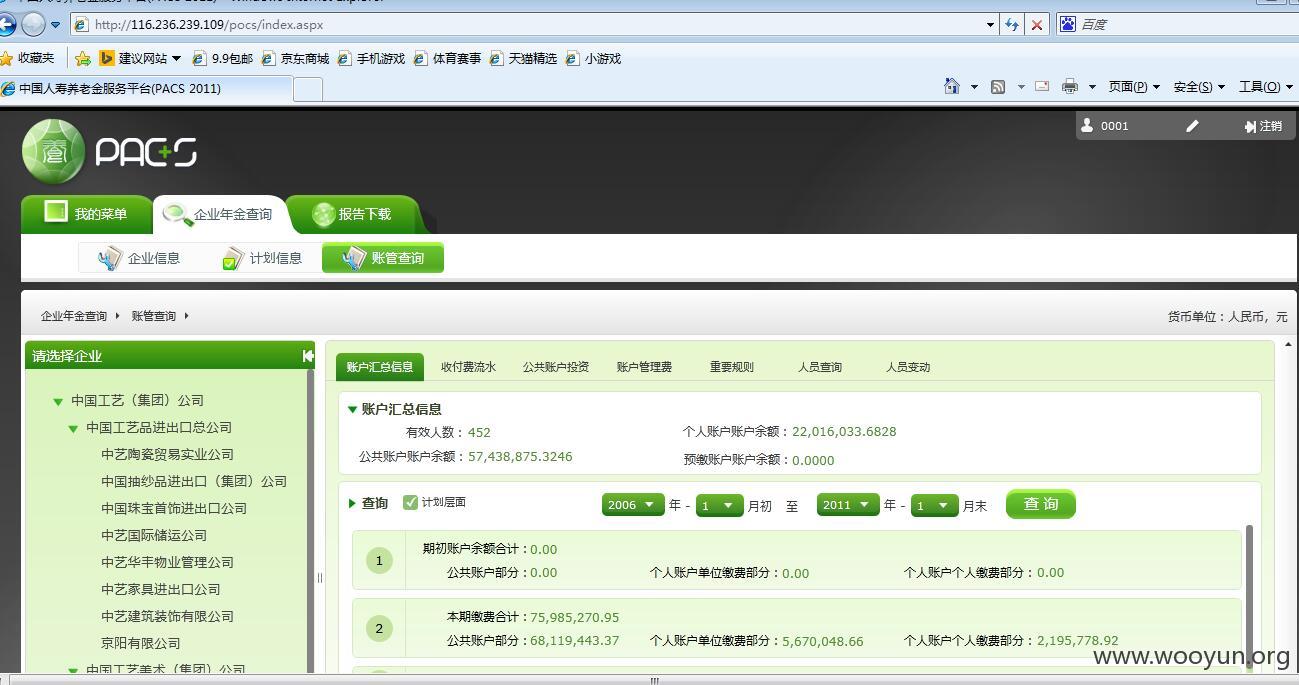 中国人寿养老金服务平台(PACS 2011) - Windows Internet Explorer
http://116.236.239.109/pocs/index.aspx
百度
收藏夹 建议网站 9.9包邮 京东商城 手机游戏 体育赛事 天猫精选 小游戏
中国人寿养老金服务平台(PACS 2011)
页面(P) 安全(S) 工具(O)
0001 注销
養 PACS
我的菜单 企业年金查询 报告下载
企业信息 计划信息 账管查询
企业年金查询 账管查询
货币单位：人民币，元
请选择企业
中国工艺（集团）公司
中国工艺品进出口总公司
中艺陶瓷贸易实业公司
中国抽纱品进出口（集团）公司
中国珠宝首饰进出口公司
中艺国际储运公司
中艺华丰物业管理公司
中艺家具进出口公司
中艺建筑装饰有限公司
京阳有限公司
中国工艺美术（集团）公司
账户汇总信息 收付费流水 公共账户投资 账户管理费 重要规则 人员查询 人员变动
账户汇总信息
有效人数：452 个人账户账户余额：22,016,033.6828
公共账户账户余额：57,438,875.3246 预缴账户账户余额：0.0000
查询 计划层面 2006 年 - 1 月初 至 2011 年 - 1 月末 查 询
1
期初账户余额合计：0.00
公共账户部分：0.00 个人账户单位缴费部分：0.00 个人账户个人缴费部分：0.00
2
本期缴费合计：75,985,270.95
公共账户部分：68,119,443.37 个人账户单位缴费部分：5,670,048.66 个人账户个人缴费部分：2,195,778.92
www.wooyun.org